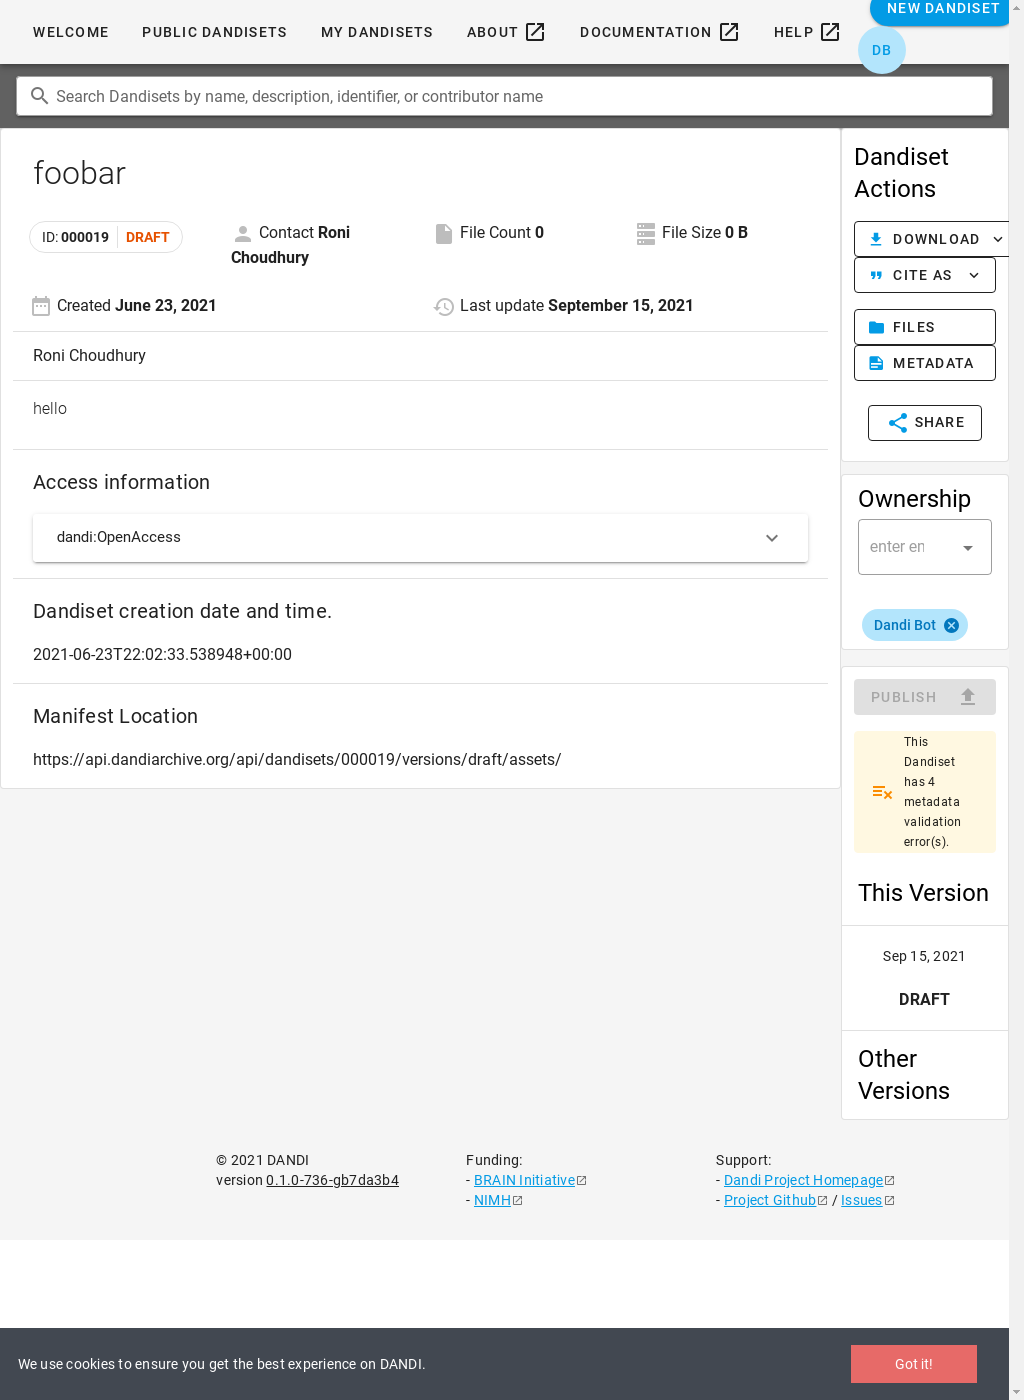 WELCOME
PUBLIC DANDISETS
MY DANDISETS
ABOUT
DOCUMENTATION
HELP
NEW DANDISET
DB
Search Dandisets by name, description, identifier, or contributor name
foobar
ID: 000019
DRAFT
Contact Roni
Choudhury
File Count 0
File Size 0 B
Created June 23, 2021
Last update September 15, 2021
Roni Choudhury
hello
Access information
dandi:OpenAccess
Dandiset creation date and time.
2021-06-23T22:02:33.538948+00:00
Manifest Location
https://api.dandiarchive.org/api/dandisets/000019/versions/draft/assets/
Dandiset
Actions
DOWNLOAD
CITE AS
FILES
METADATA
SHARE
Ownership
enter en
Dandi Bot
PUBLISH
This
Dandiset
has 4
metadata
validation
error(s).
This Version
Sep 15, 2021
DRAFT
Other
Versions
© 2021 DANDI
version 0.1.0-736-gb7da3b4
Funding:
- BRAIN Initiative
- NIMH
Support:
- Dandi Project Homepage
- Project Github / Issues
We use cookies to ensure you get the best experience on DANDI.
Got it!